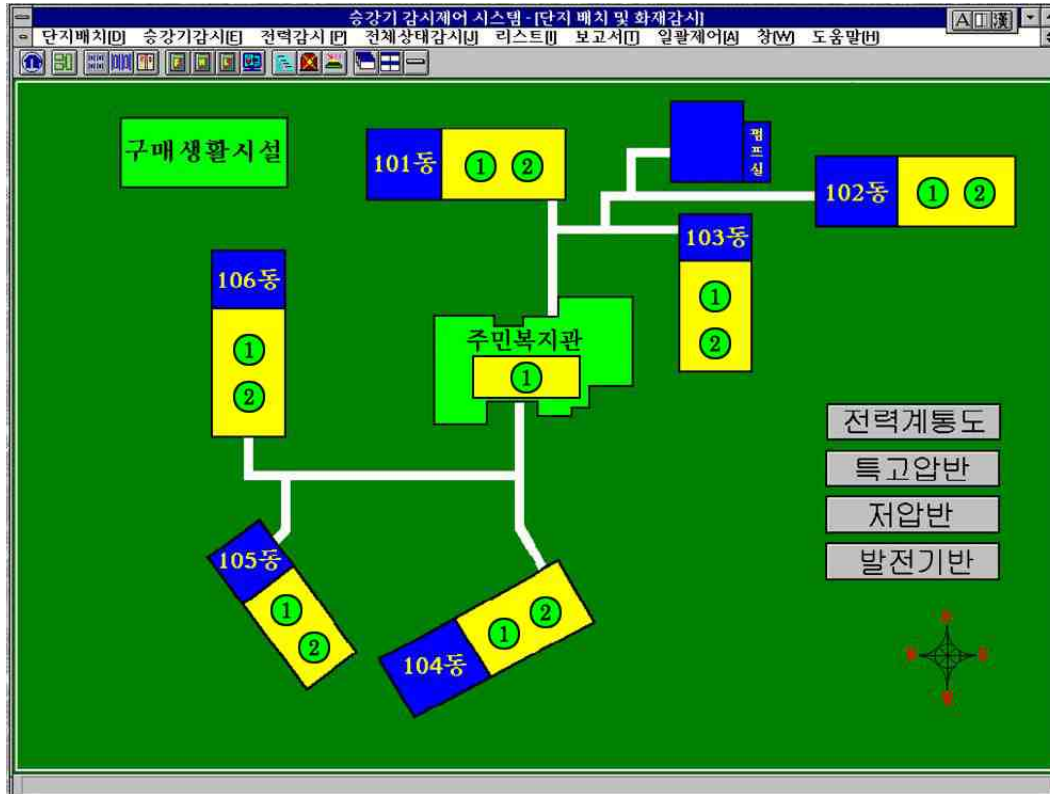 승강기 감시제어 시스템 - [단지 배치 및 화재감시]
A 漢
단지배치[D] 승강기감시[E] 전력감시 [P] 전체상태감시[J] 리스트[I] 보고서[T] 일괄제어[A] 창[W] 도움말[H]
구매생활시설
101동 1 2
펌프실
102동 1 2
103동
1
2
106동
1
2
주민복지관
1
전력계통도
특고압반
저압반
발전기반
105동
1
2
104동 1 2